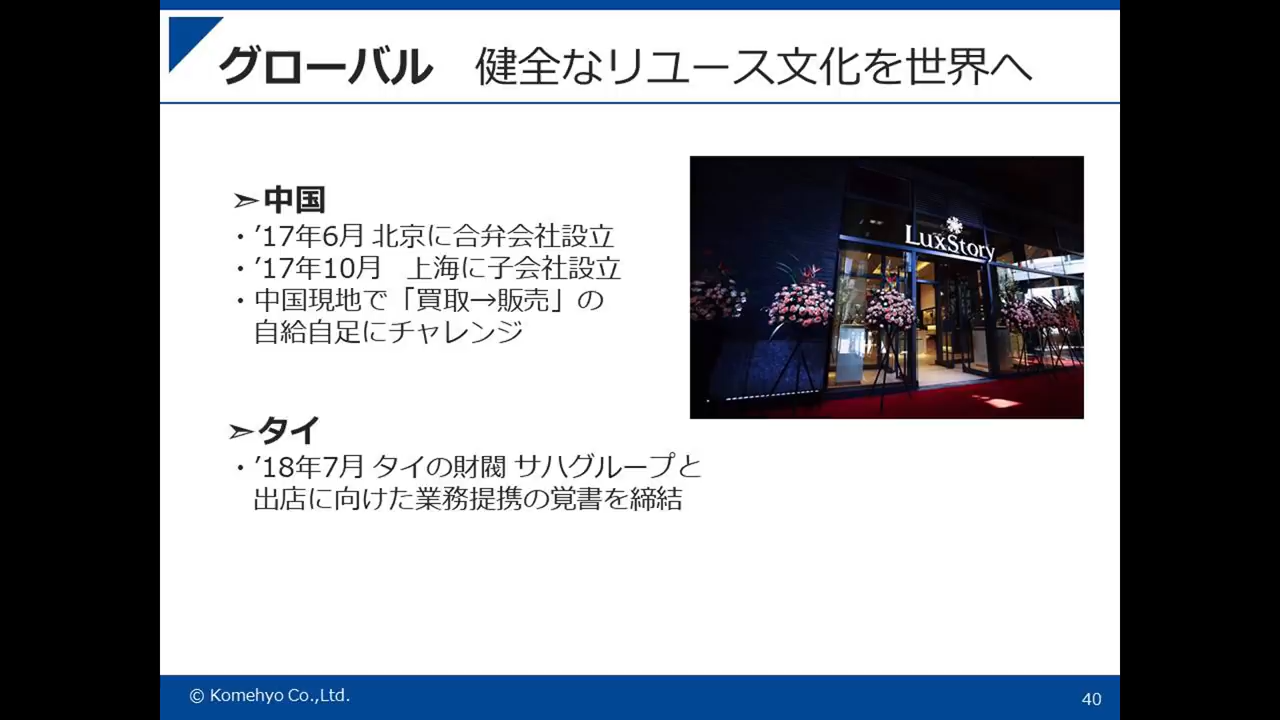 グローバル　健全なリユース文化を世界へ
➣中国
・’17年6月 北京に合弁会社設立
・’17年10月　上海に子会社設立
・中国現地で「買取→販売」の
自給自足にチャレンジ
LuxStory
➣タイ
・’18年7月 タイの財閥 サハグループと
出店に向けた業務提携の覚書を締結
© Komehyo Co.,Ltd.
40